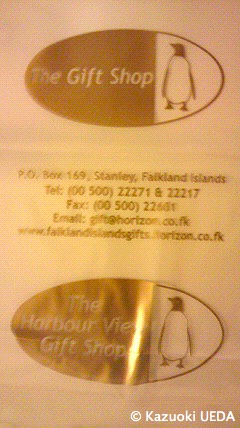 The Gift Shop
P.O. Box 169, Stanley, Falkland Islands
Tel: (00 500) 22271 & 22217
Fax: (00 500) 22601
Email: gift@horizon.co.fk
www.falklandislandsgifts.horizon.co.fk
The
Harbour View
Gift Shop
© Kazuoki UEDA